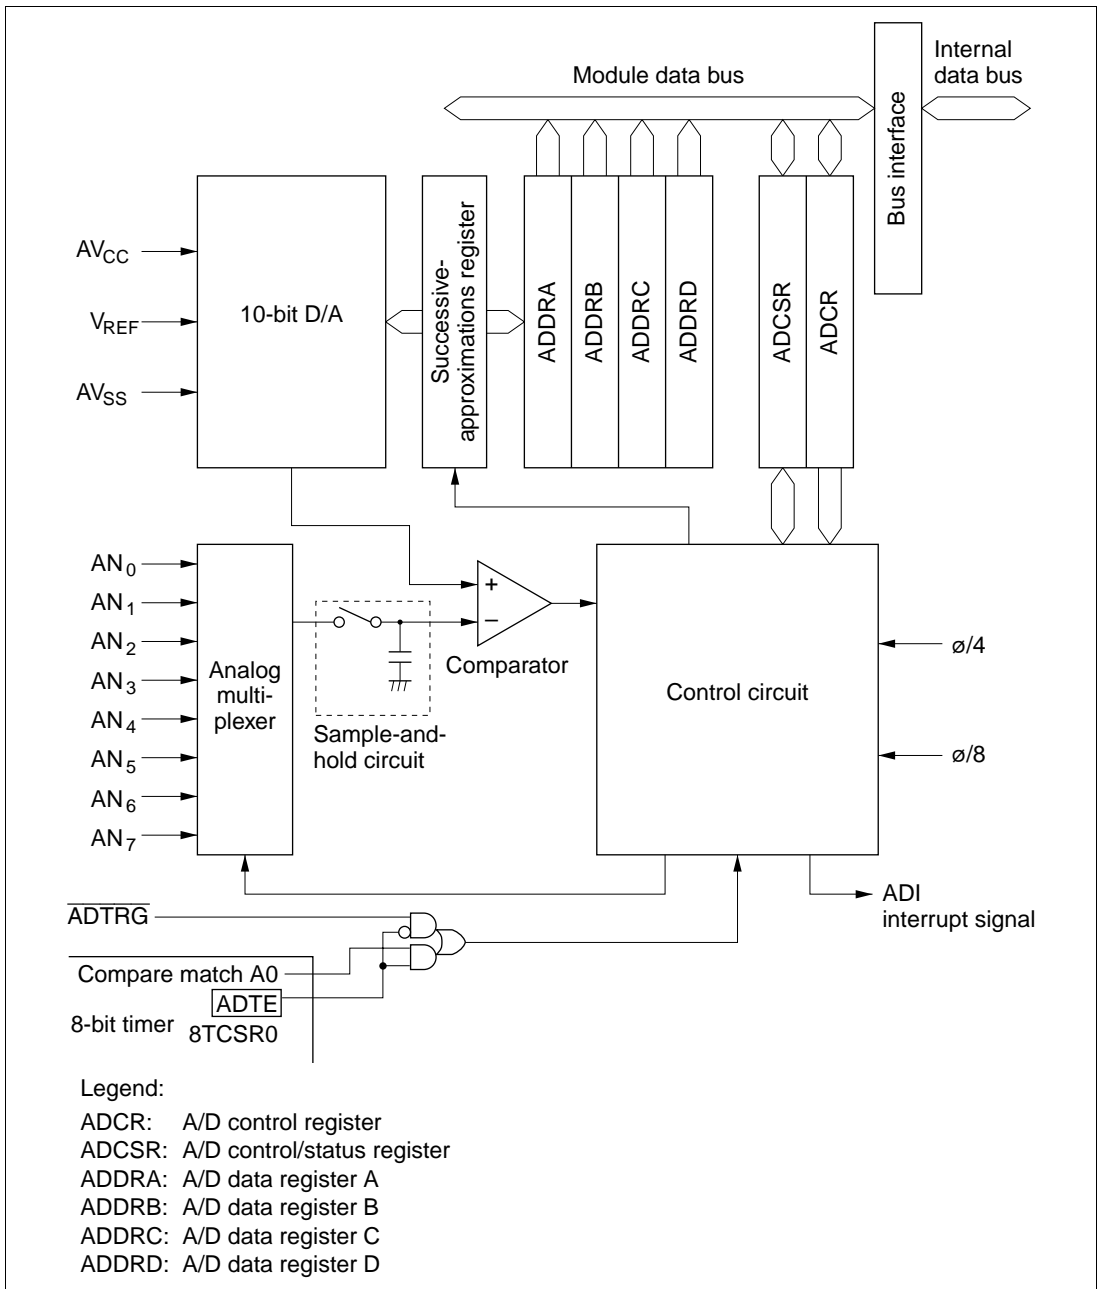 Module data bus
Internal
data bus
Bus interface
AVCC
VREF
AVSS
10-bit D/A
Successive-
approximations register
ADDRA
ADDRB
ADDRC
ADDRD
ADCSR
ADCR
AN0
AN1
AN2
AN3
AN4
AN5
AN6
AN7
Analog
multi-
plexer
Sample-and-
hold circuit
+
−
Comparator
Control circuit
ø/4
ø/8
ADI
interrupt signal
ADTRG
Compare match A0
ADTE
8-bit timer
8TCSR0
Legend:
ADCR: A/D control register
ADCSR: A/D control/status register
ADDRA: A/D data register A
ADDRB: A/D data register B
ADDRC: A/D data register C
ADDRD: A/D data register D